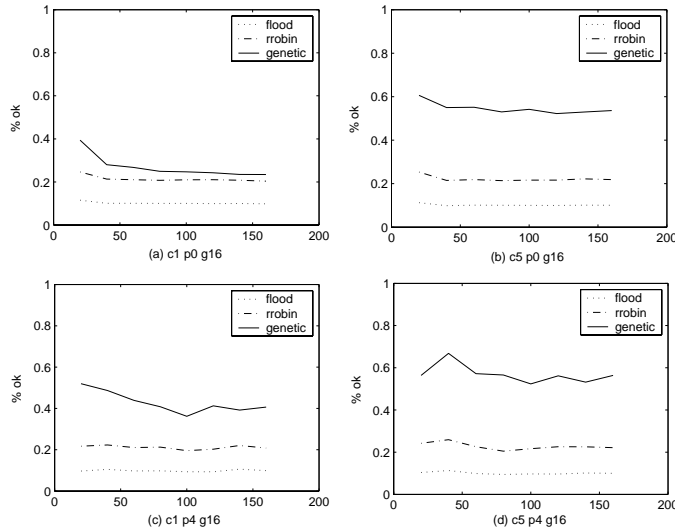 1
0.8
0.6
0.4
0.2
0
% ok
0 50 100 150 200
(a) c1 p0 g16
flood
rrobin
genetic
1
0.8
0.6
0.4
0.2
0
% ok
0 50 100 150 200
(b) c5 p0 g16
flood
rrobin
genetic
1
0.8
0.6
0.4
0.2
0
% ok
0 50 100 150 200
(c) c1 p4 g16
flood
rrobin
genetic
1
0.8
0.6
0.4
0.2
0
% ok
0 50 100 150 200
(d) c5 p4 g16
flood
rrobin
genetic